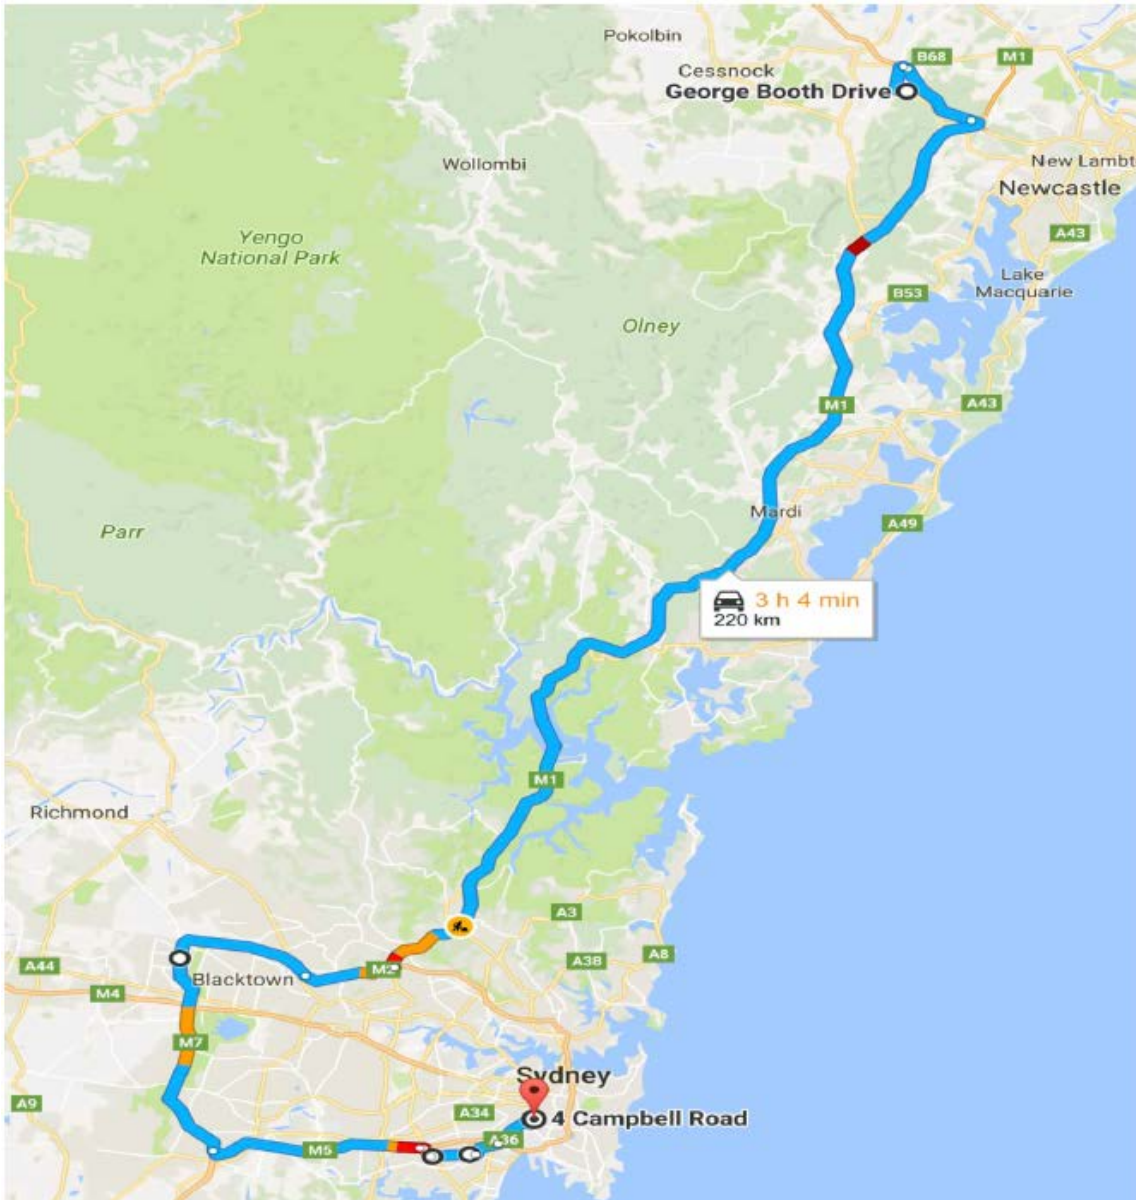 Pokolbin
B68
M1
Cessnock
George Booth Drive
Wollombi
New Lambt
Newcastle
Yengo
National Park
A43
Lake
Macquarie
B53
Olney
M1
A43
Mardi
A49
Parr
3 h 4 min
220 km
M1
Richmond
A3
A8
A38
A44
M2
Blacktown
M4
M7
Sydney
A9
A34
4 Campbell Road
A36
M5